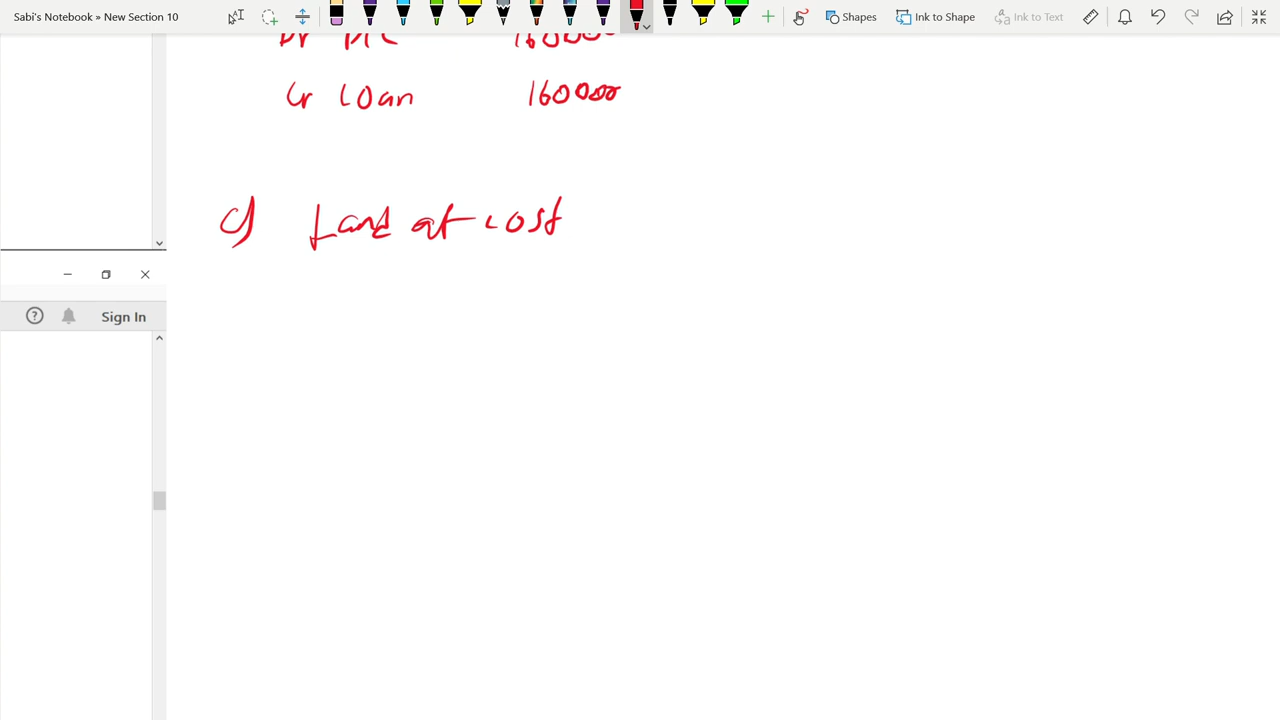 Sabi's Notebook » New Section 10
Shapes
Ink to Shape
Ink to Text
160000
Cr Loan 160000
c) Land at cost
Sign In